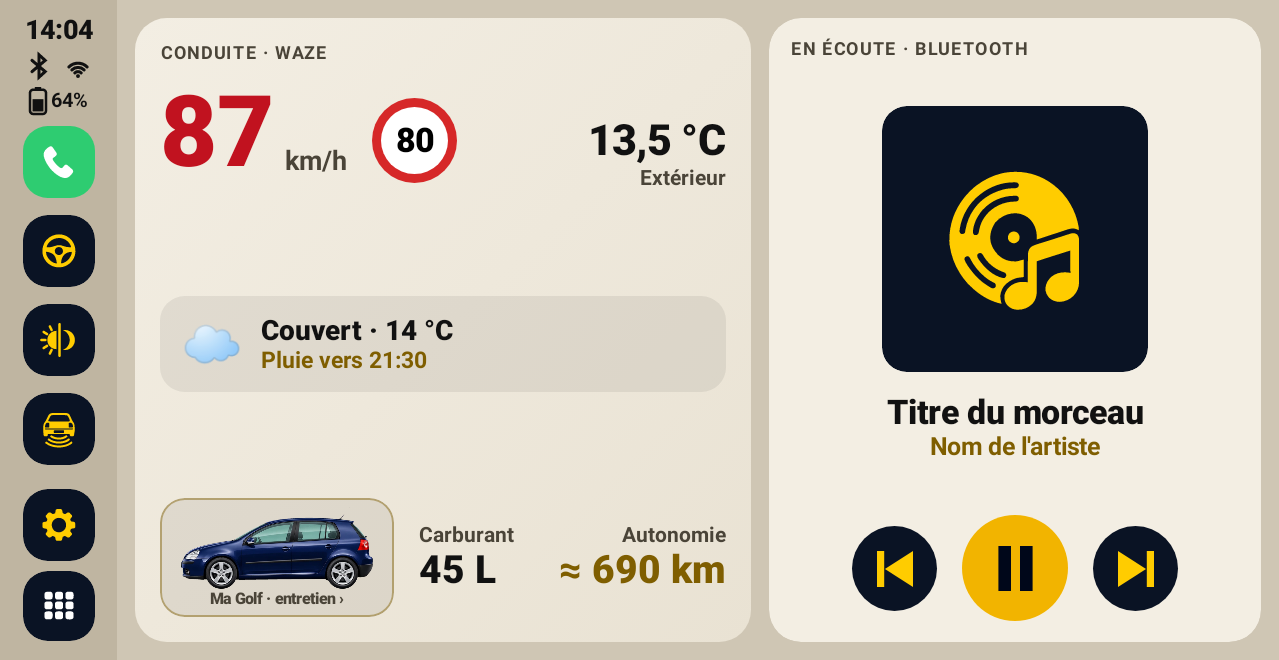 14:04
64%
CONDUITE · WAZE
87 km/h
80
13,5 °C
Extérieur
Couvert · 14 °C
Pluie vers 21:30
Ma Golf · entretien ›
Carburant
45 L
Autonomie
≈ 690 km
EN ÉCOUTE · BLUETOOTH
Titre du morceau
Nom de l'artiste